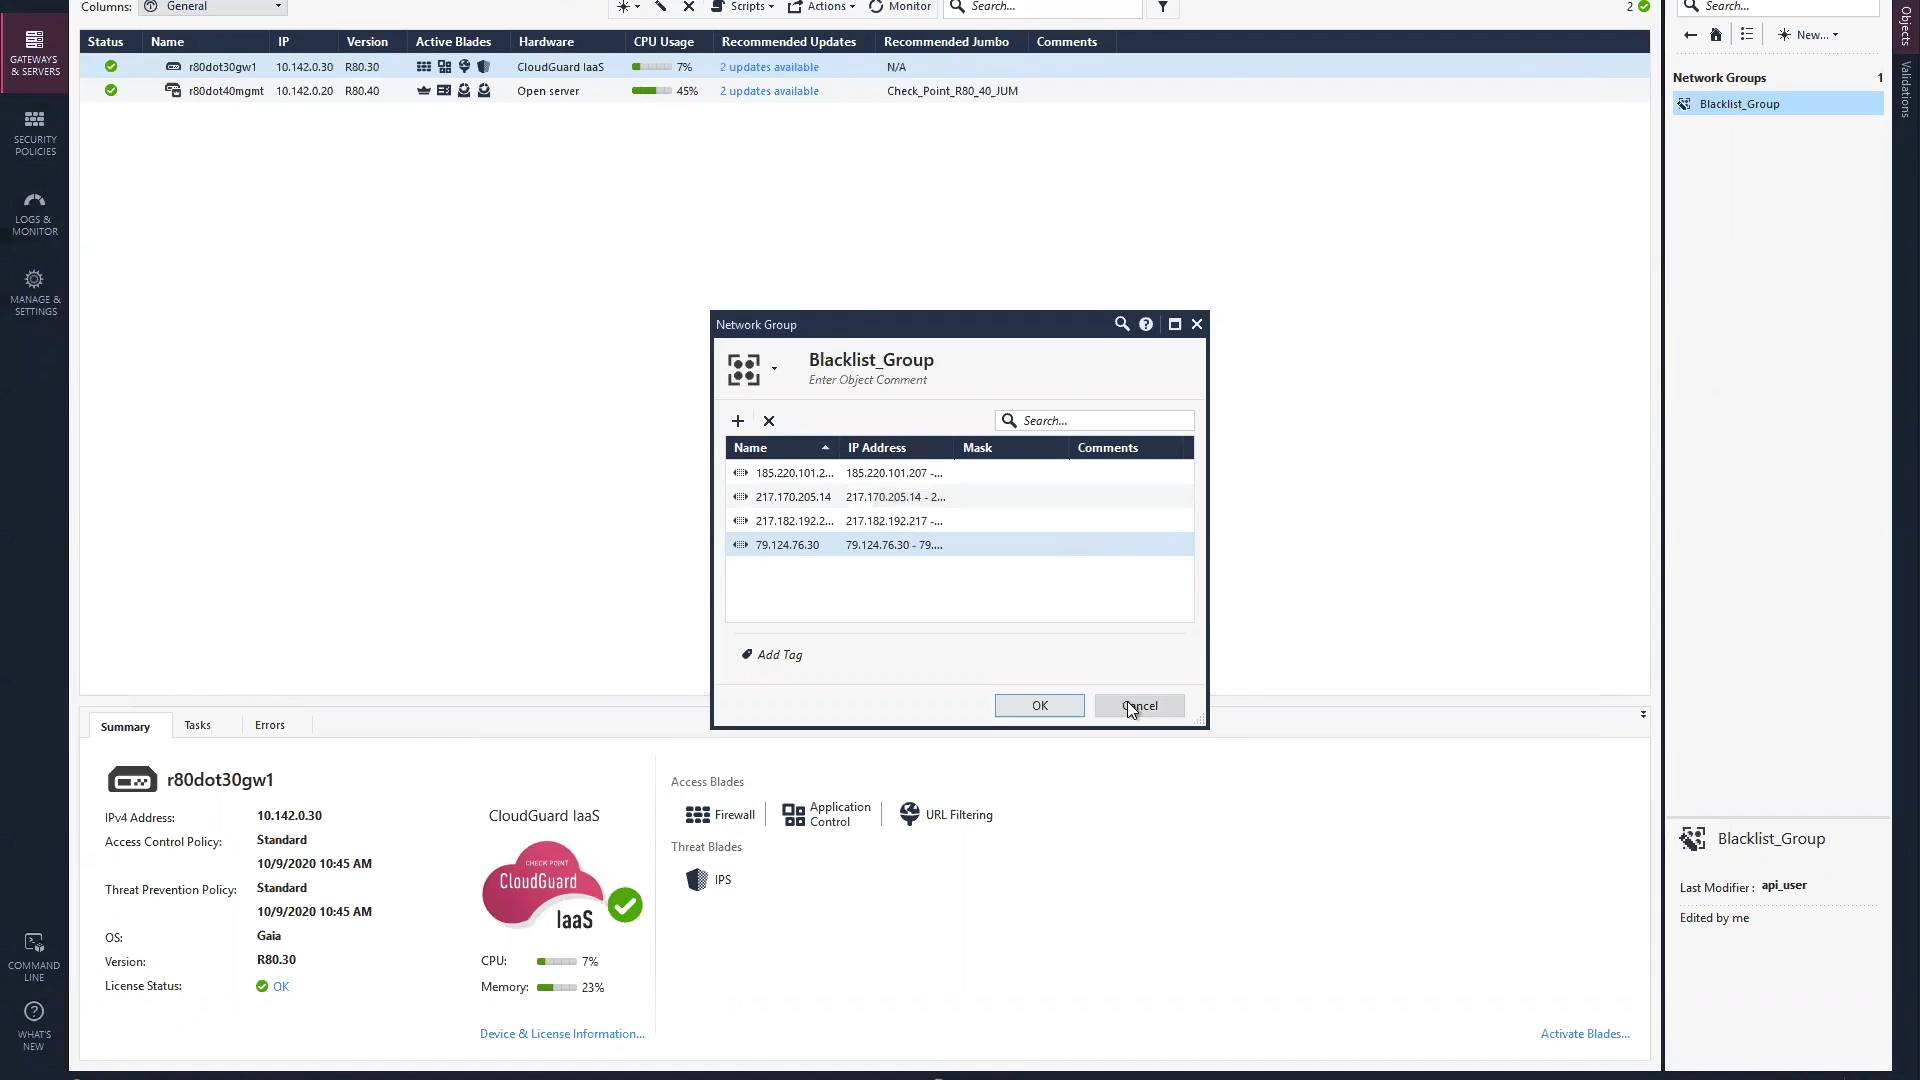 Columns: General
Scripts Actions Monitor Search...
2
Status Name IP Version Active Blades Hardware CPU Usage Recommended Updates Recommended Jumbo Comments
r80dot30gw1 10.142.0.30 R80.30 CloudGuard IaaS 7% 2 updates available N/A
r80dot40mgmt 10.142.0.20 R80.40 Open server 45% 2 updates available Check_Point_R80_40_JUM
GATEWAYS
& SERVERS
SECURITY
POLICIES
LOGS &
MONITOR
MANAGE &
SETTINGS
COMMAND
LINE
WHAT'S
NEW
Network Group
Blacklist_Group
Enter Object Comment
Search...
Name IP Address Mask Comments
185.220.101.2... 185.220.101.207 -...
217.170.205.14 217.170.205.14 - 2...
217.182.192.2... 217.182.192.217 -...
79.124.76.30 79.124.76.30 - 79....
Add Tag
OK Cancel
Summary Tasks Errors
r80dot30gw1
IPv4 Address: 10.142.0.30
Access Control Policy: Standard
10/9/2020 10:45 AM
Threat Prevention Policy: Standard
10/9/2020 10:45 AM
OS: Gaia
Version: R80.30
License Status: OK
CloudGuard IaaS
CHECK POINT
CloudGuard
IaaS
CPU: 7%
Memory: 23%
Device & License Information...
Access Blades
Firewall
Application
Control
URL Filtering
Threat Blades
IPS
Activate Blades...
Search...
New...
Network Groups 1
Blacklist_Group
Blacklist_Group
Last Modifier: api_user
Edited by me
Objects
Validations